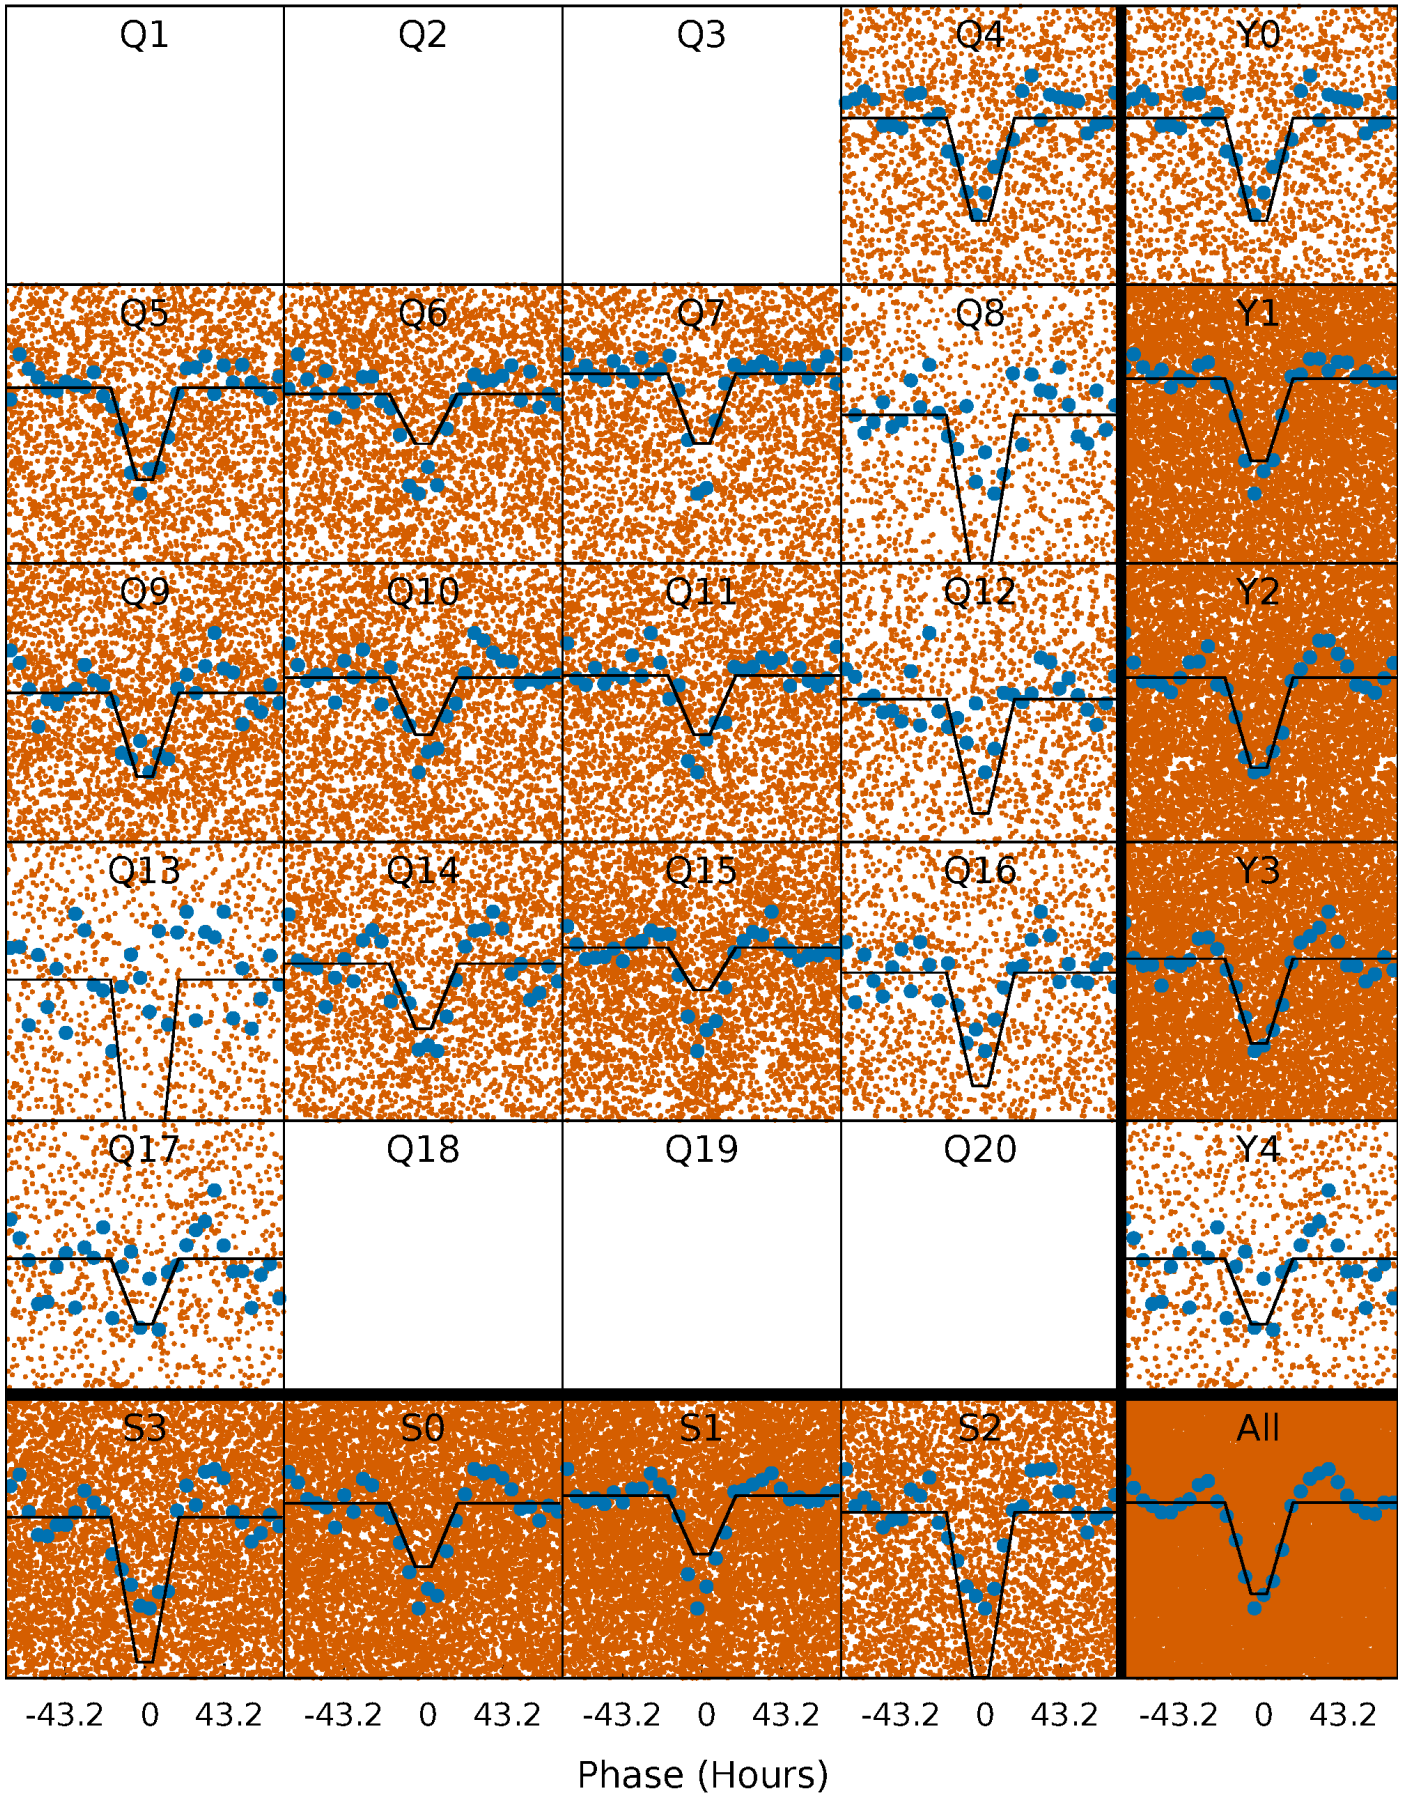 Q1 Q2 Q3 Q4 Y0
Q5 Q6 Q7 Q8 Y1
Q9 Q10 Q11 Q12 Y2
Q13 Q14 Q15 Q16 Y3
Q17 Q18 Q19 Q20 Y4
S3 S0 S1 S2 All
-43.2 0 43.2 -43.2 0 43.2 -43.2 0 43.2 -43.2 0 43.2 -43.2 0 43.2
Phase (Hours)